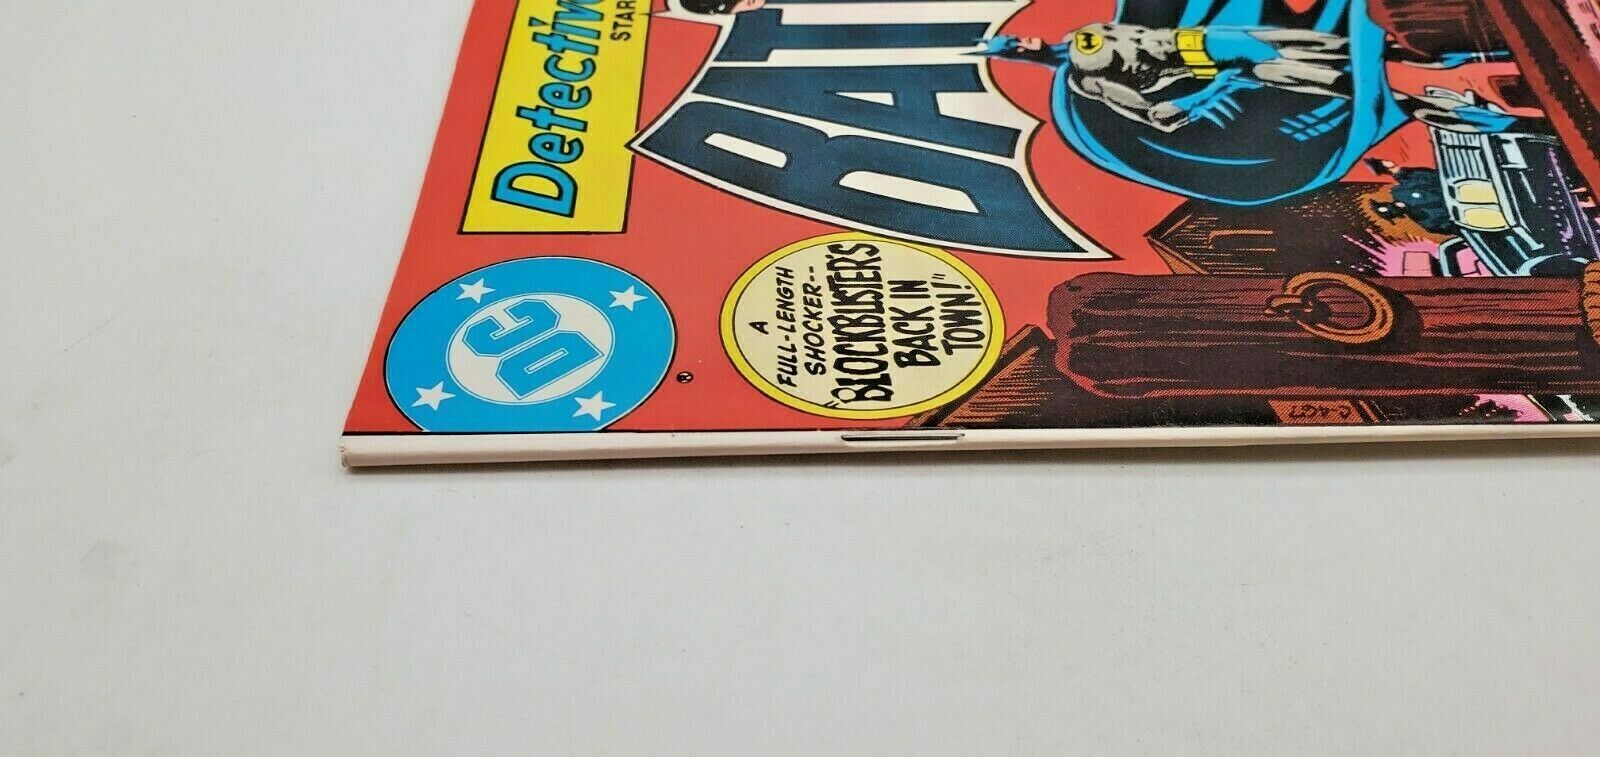 Detective
STAR
BAT
DC
®
A
FULL-LENGTH
SHOCKER--
"BLOCKBUSTER'S
BACK IN
TOWN!"